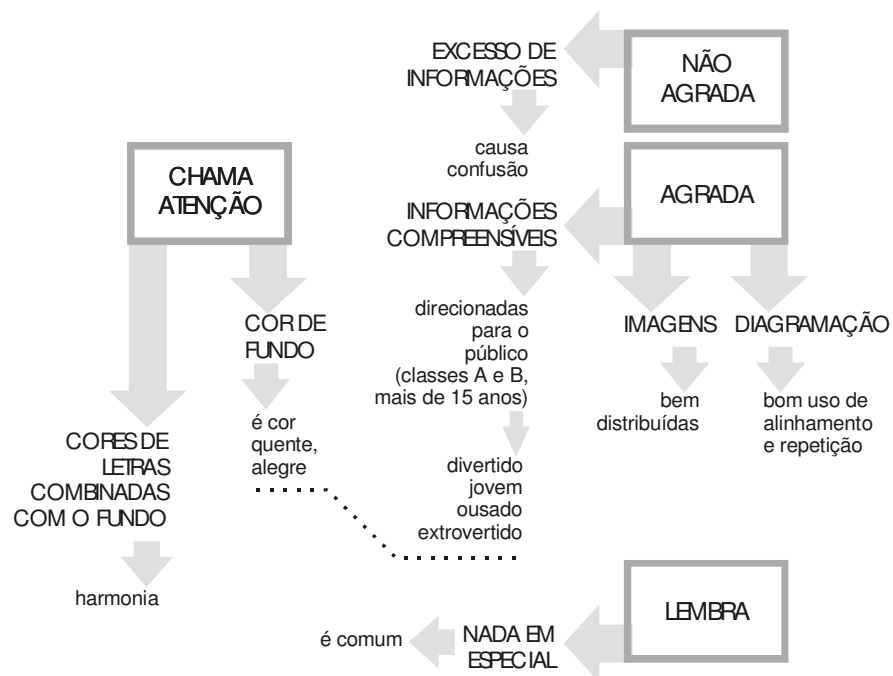 EXCESSO DE
INFORMAÇÕES
NÃO
AGRADA
causa
confusão
CHAMA
ATENÇÃO
AGRADA
INFORMAÇÕES
COMPREENSÍVEIS
COR DE
FUNDO
direcionadas
para o
público
(classes A e B,
mais de 15 anos)
IMAGENS
DIAGRAMAÇÃO
bem
distribuídas
bom uso de
alinhamento
e repetição
é cor
quente,
alegre
CORES DE
LETRAS
COMBINADAS
COM O FUNDO
divertido
jovem
ousado
extrovertido
harmonia
LEMBRA
é comum
NADA EM
ESPECIAL